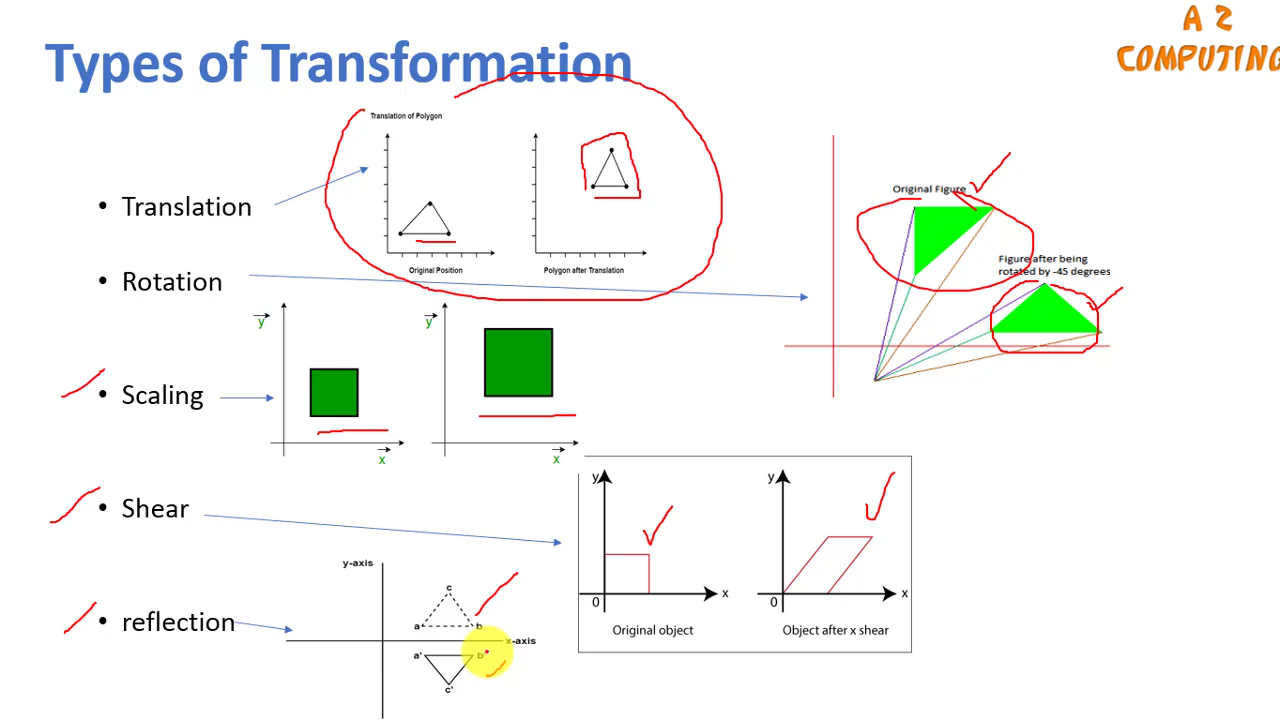 A 2
COMPUTING
Types of Transformation
Translation of Polygon
Original Position
Polygon after Translation
• Translation
• Rotation
Original Figure
Figure after being
rotated by -45 degrees
• Scaling
y
x
y
x
• Shear
y
0
x
Original object
y
0
x
Object after x shear
• reflection
y-axis
c
a
b
x-axis
a'
b'
c'